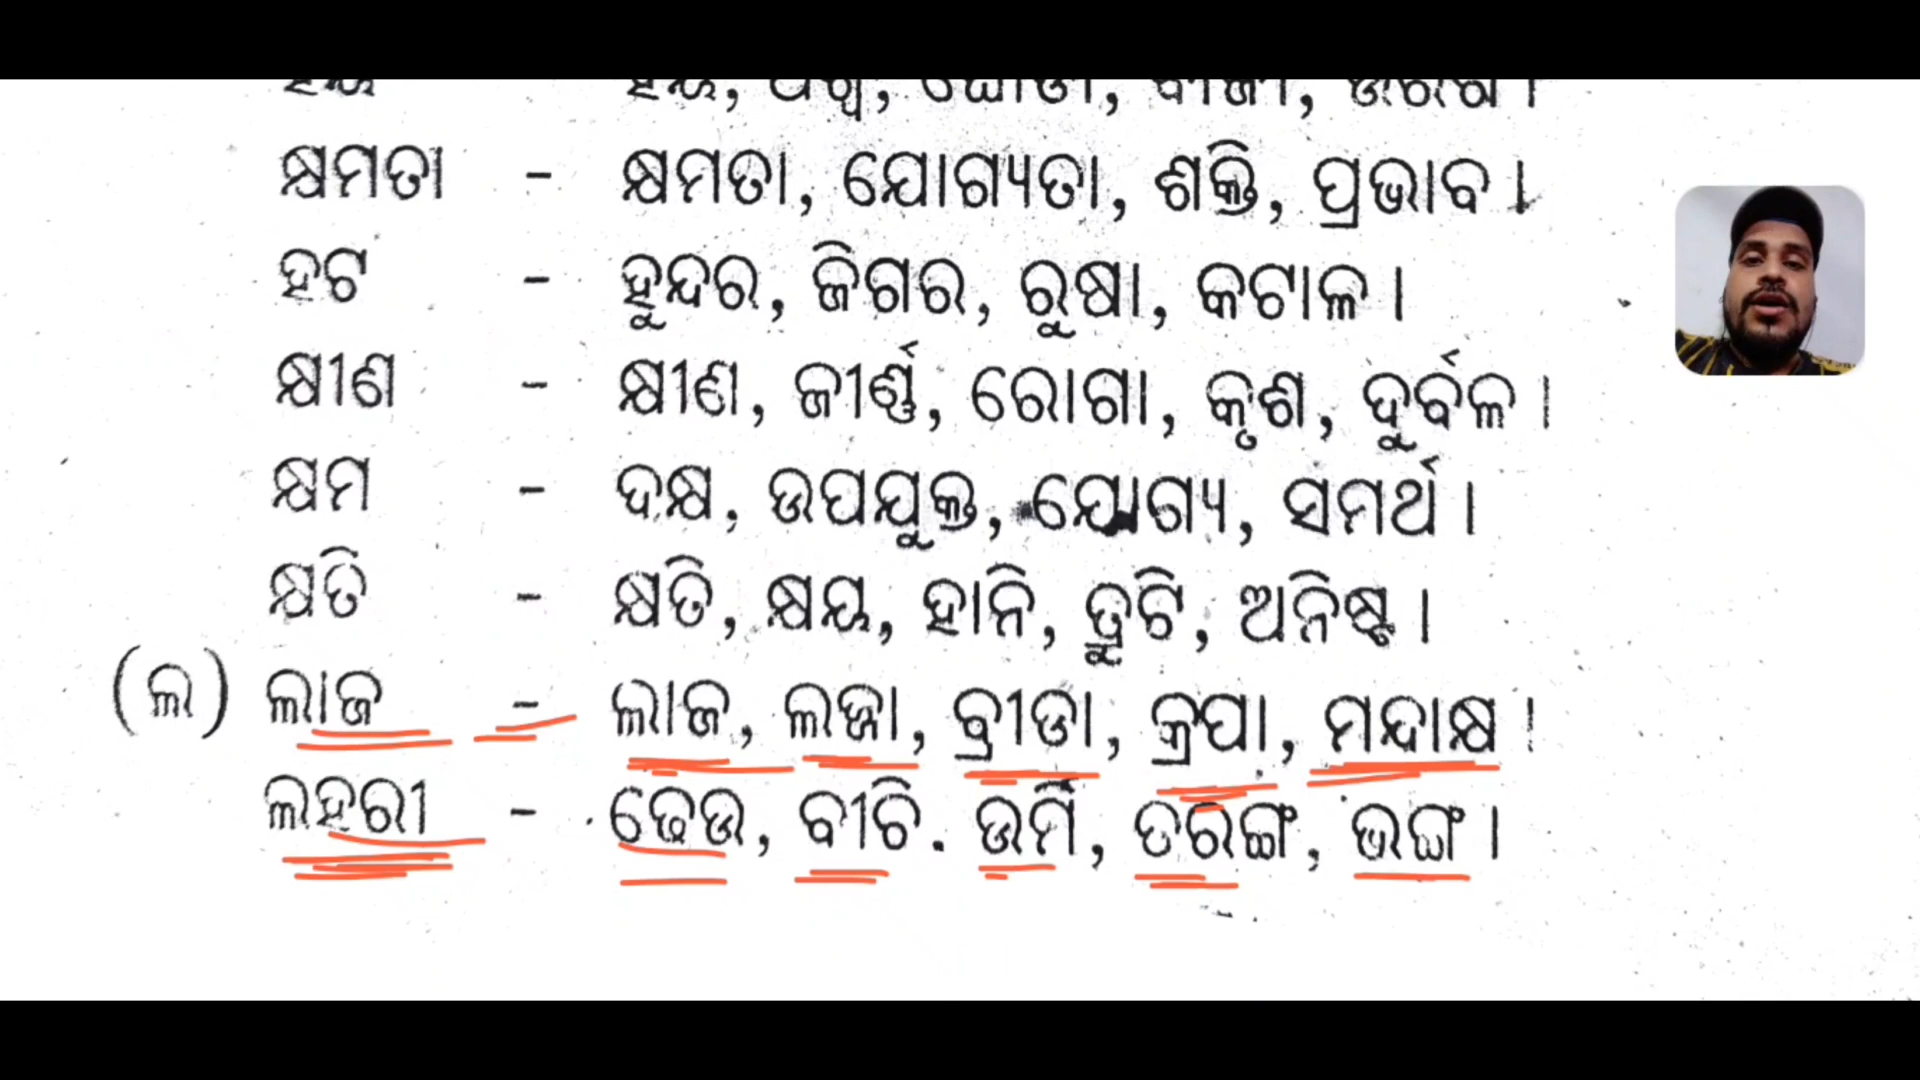 କ୍ଷମତା - କ୍ଷମତା, ଯୋଗ୍ୟତା, ଶକ୍ତି, ପ୍ରଭାବ ।
ହଟ - ହୁନ୍ଦର, ଜିଗର, ରୁଷା, କଟାଳ ।
କ୍ଷୀଣ - କ୍ଷୀଣ, ଜୀର୍ଣ୍ଣ, ରୋଗା, କୃଶ, ଦୁର୍ବଳ ।
କ୍ଷମ - ଦକ୍ଷ, ଉପଯୁକ୍ତ, ଯୋଗ୍ୟ, ସମର୍ଥ ।
କ୍ଷତି - କ୍ଷତି, କ୍ଷୟ, ହାନି, ତ୍ରୁଟି, ଅନିଷ୍ଟ ।
(ଲ) ଲାଜ - ଲାଜ, ଲଜ୍ଜା, ବ୍ରୀଡା, କ୍ରପା, ମନ୍ଦାକ୍ଷ !
ଲହରୀ - ଢେଉ, ବୀଚି. ଉର୍ମି, ତରଙ୍ଗ, ଭଙ୍ଗ ।